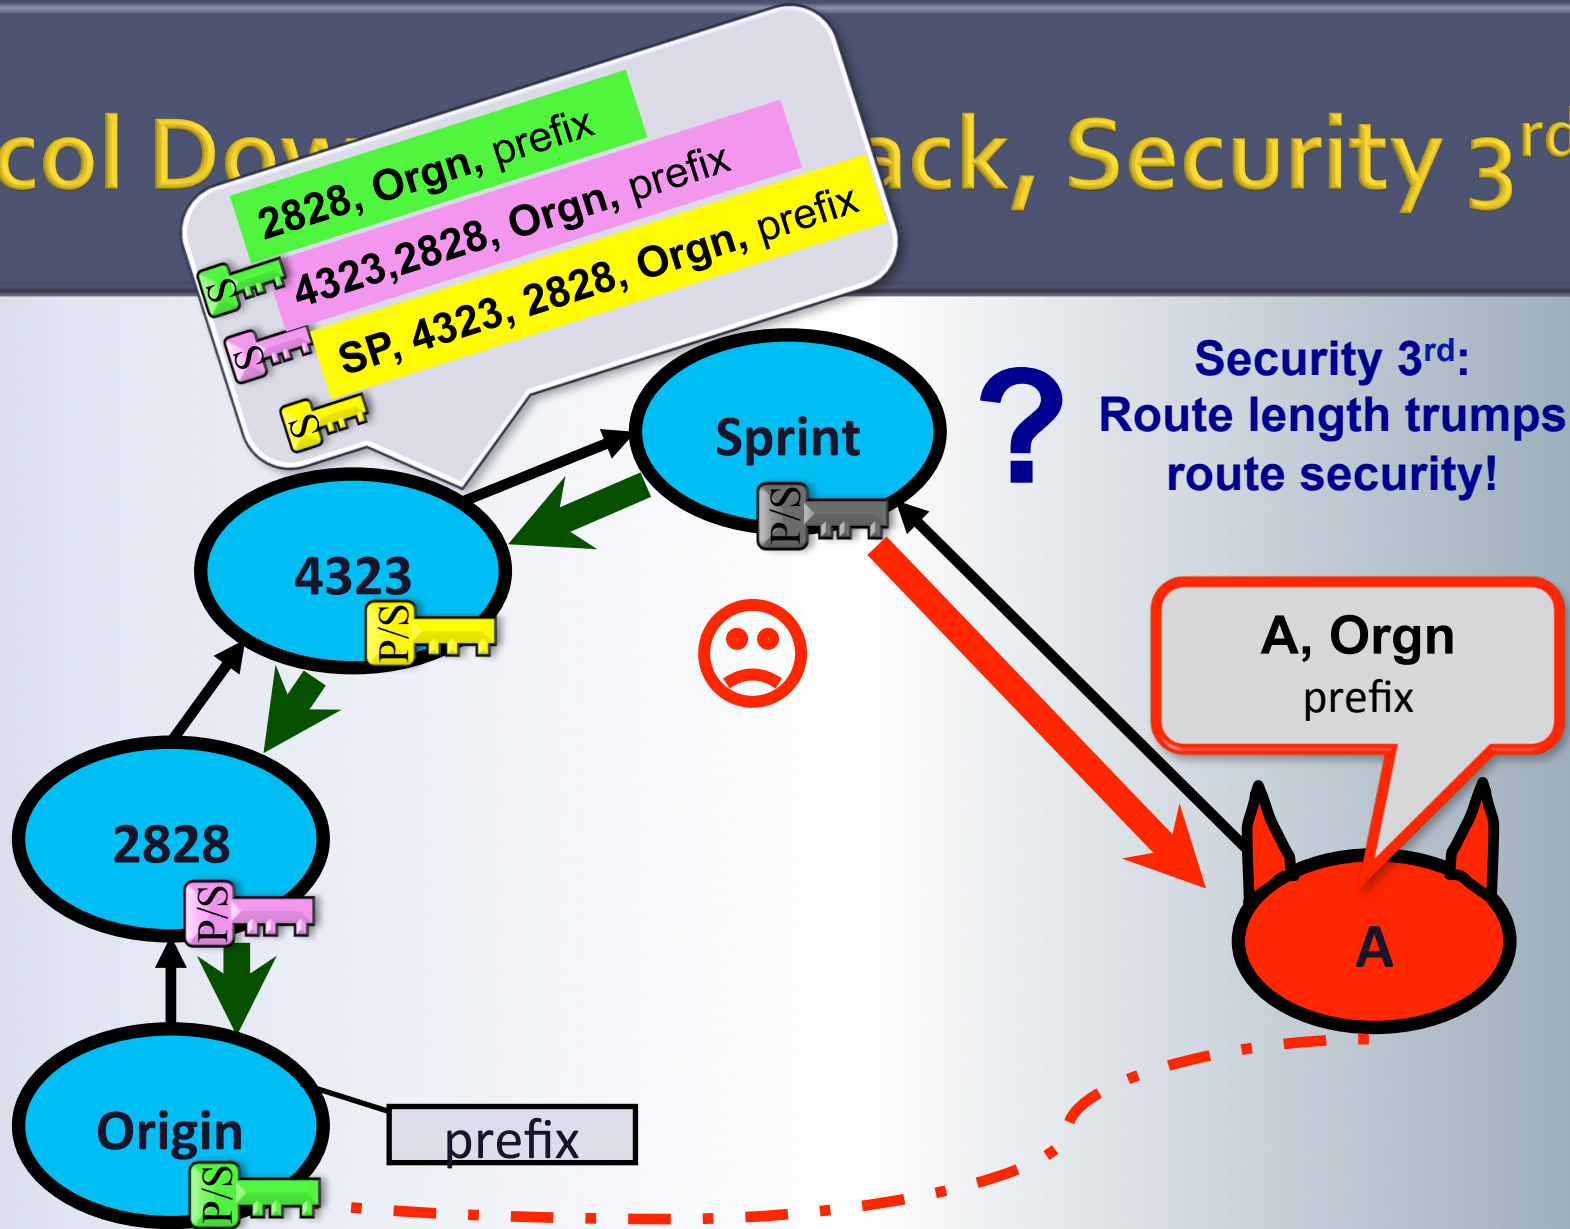 col Dow ack, Security 3rd
2828, Orgn, prefix
4323,2828, Orgn, prefix
SP, 4323, 2828, Orgn, prefix
S
S
S
Sprint
P/S
?
Security 3rd:
Route length trumps
route security!
4323
P/S
A, Orgn
prefix
2828
P/S
A
Origin
P/S
prefix